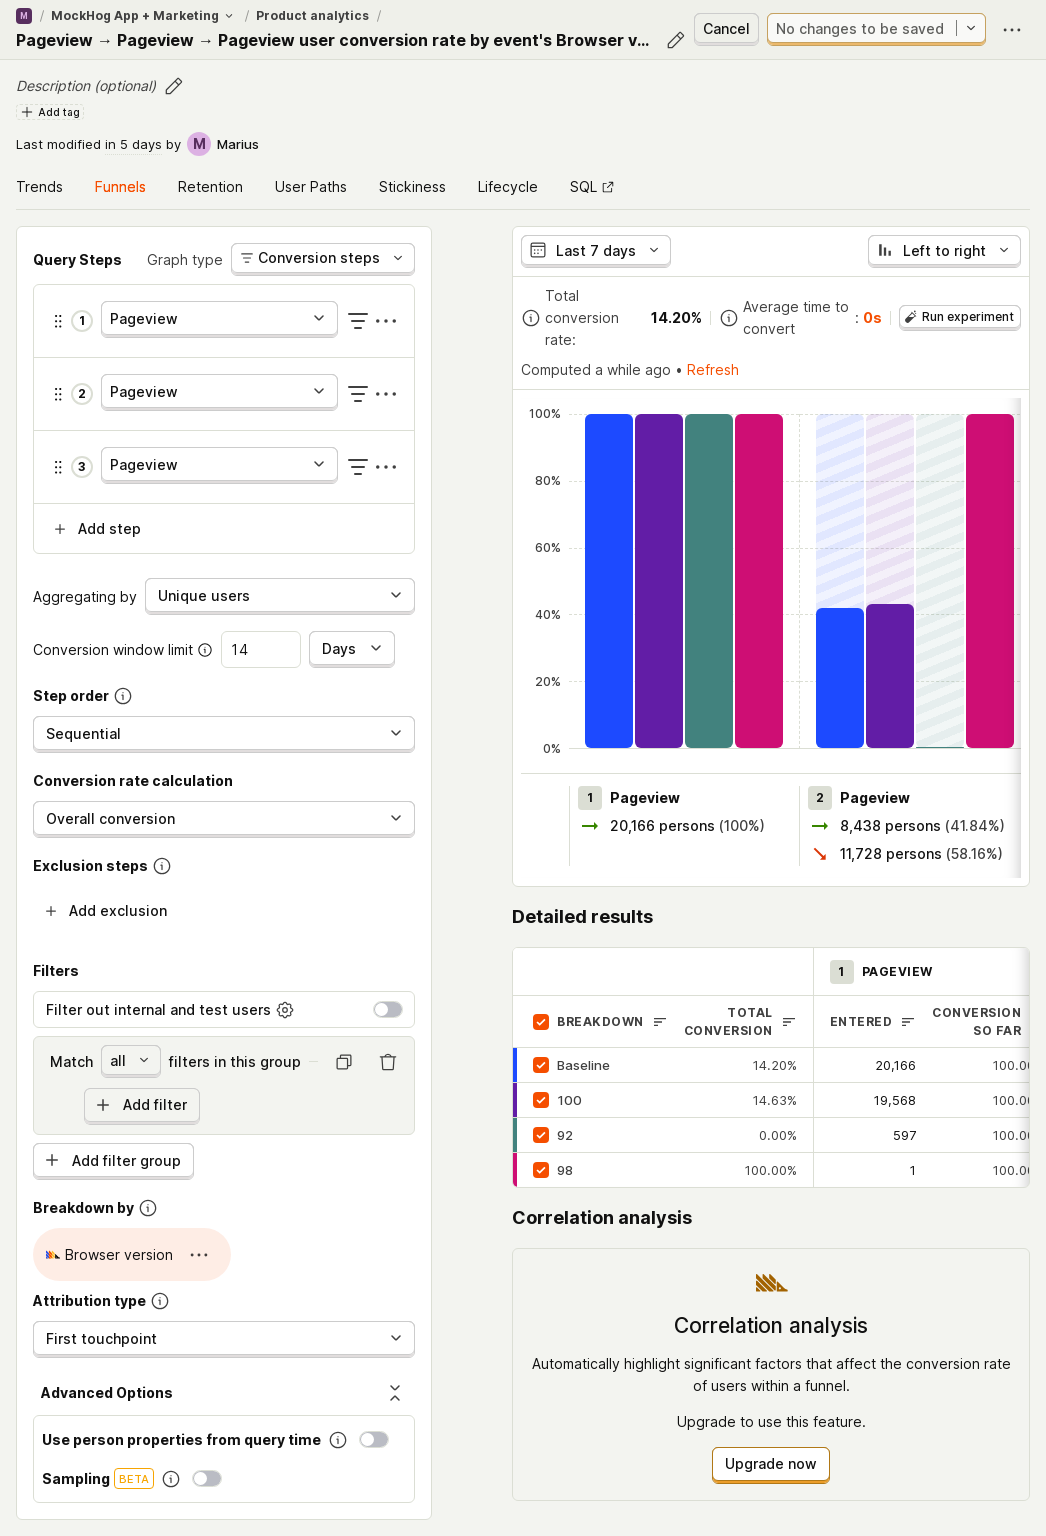 M / MockHog App + Marketing / Product analytics /
Pageview → Pageview → Pageview user conversion rate by event's Browser v...
Cancel
No changes to be saved
Description (optional)
Add tag
Last modified in 5 days by M Marius
Trends Funnels Retention User Paths Stickiness Lifecycle SQL
Query Steps Graph type Conversion steps
1 Pageview
2 Pageview
3 Pageview
Add step
Aggregating by Unique users
Conversion window limit 14 Days
Step order
Sequential
Conversion rate calculation
Overall conversion
Exclusion steps
Add exclusion
Filters
Filter out internal and test users
Match all filters in this group
Add filter
Add filter group
Breakdown by
Browser version
Attribution type
First touchpoint
Advanced Options
Use person properties from query time
Sampling BETA
Last 7 days Left to right
Total
conversion
rate:
14.20%
Average time to
convert
: 0s
Run experiment
Computed a while ago • Refresh
100%
80%
60%
40%
20%
0%
1 Pageview
20,166 persons (100%)
2 Pageview
8,438 persons (41.84%)
11,728 persons (58.16%)
Detailed results
1 PAGEVIEW
BREAKDOWN
TOTAL
CONVERSION
ENTERED
CONVERSION
SO FAR
Baseline 14.20% 20,166 100.00
100 14.63% 19,568 100.00
92 0.00% 597 100.00
98 100.00% 1 100.00
Correlation analysis
Correlation analysis
Automatically highlight significant factors that affect the conversion rate
of users within a funnel.
Upgrade to use this feature.
Upgrade now